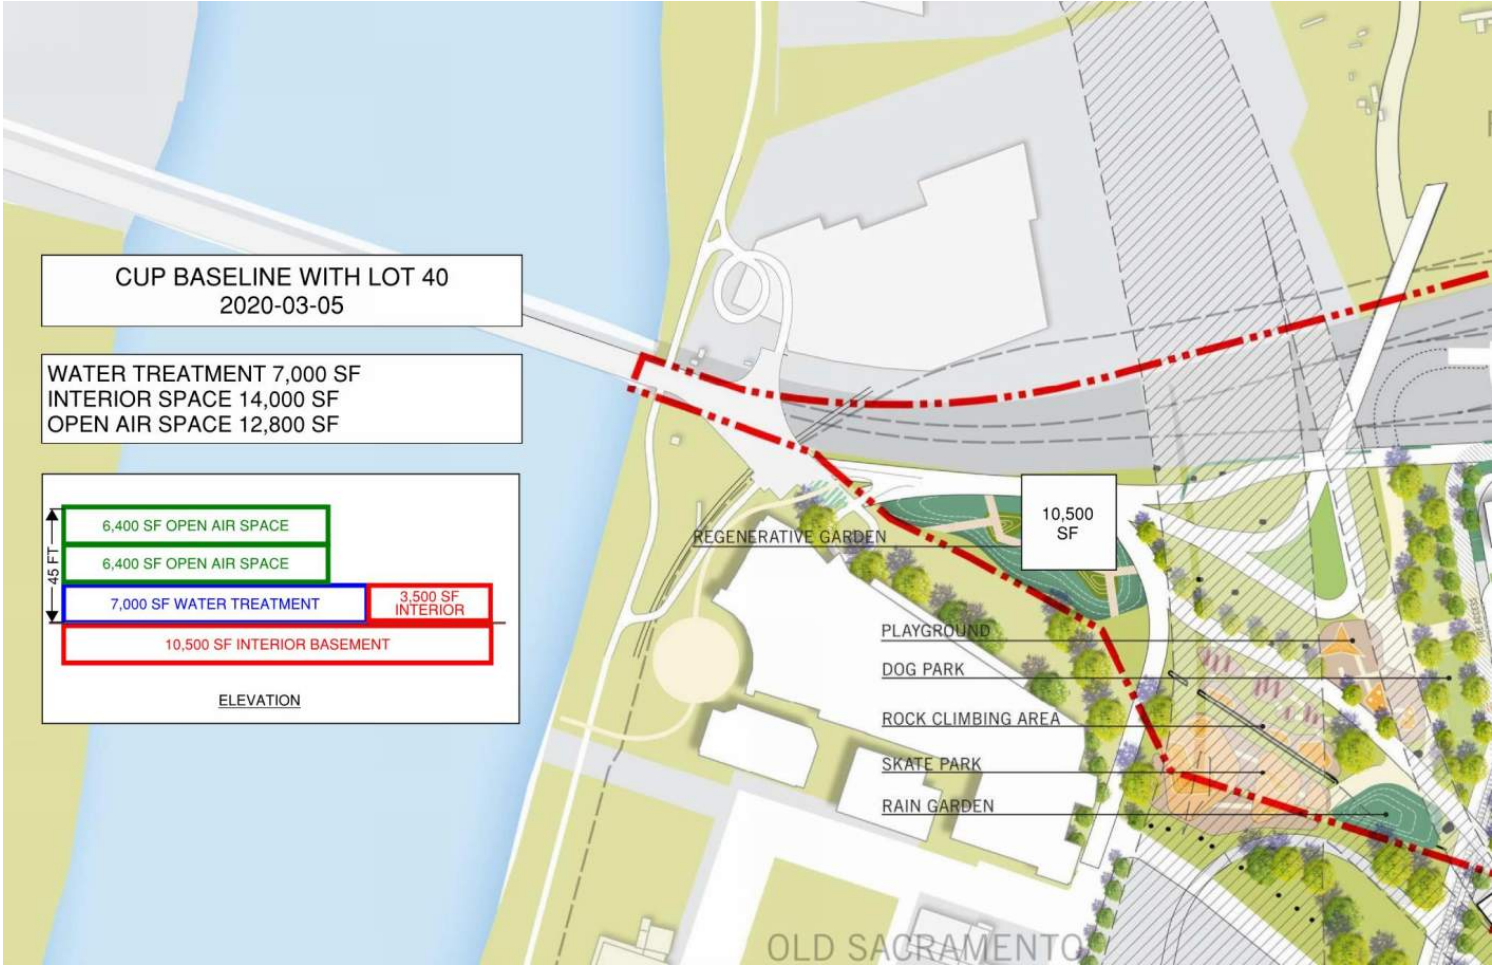 CUP BASELINE WITH LOT 40
2020-03-05
WATER TREATMENT 7,000 SF
INTERIOR SPACE 14,000 SF
OPEN AIR SPACE 12,800 SF
45 FT
6,400 SF OPEN AIR SPACE
6,400 SF OPEN AIR SPACE
7,000 SF WATER TREATMENT
3,500 SF
INTERIOR
10,500 SF INTERIOR BASEMENT
ELEVATION
10,500
SF
REGENERATIVE GARDEN
PLAYGROUND
DOG PARK
ROCK CLIMBING AREA
SKATE PARK
RAIN GARDEN
OLD SACRAMENTO